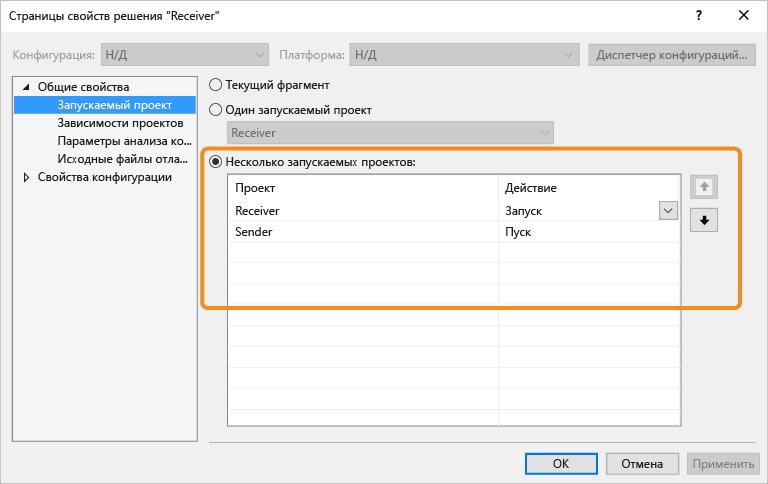 Страницы свойств решения "Receiver"
Конфигурация: Н/Д Платформа: Н/Д Диспетчер конфигураций...
Общие свойства
Запускаемый проект
Зависимости проектов
Параметры анализа ко...
Исходные файлы отла...
Свойства конфигурации
Текущий фрагмент
Один запускаемый проект
Receiver
Несколько запускаемых проектов:
Проект Действие
Receiver Запуск
Sender Пуск
ОК Отмена Применить